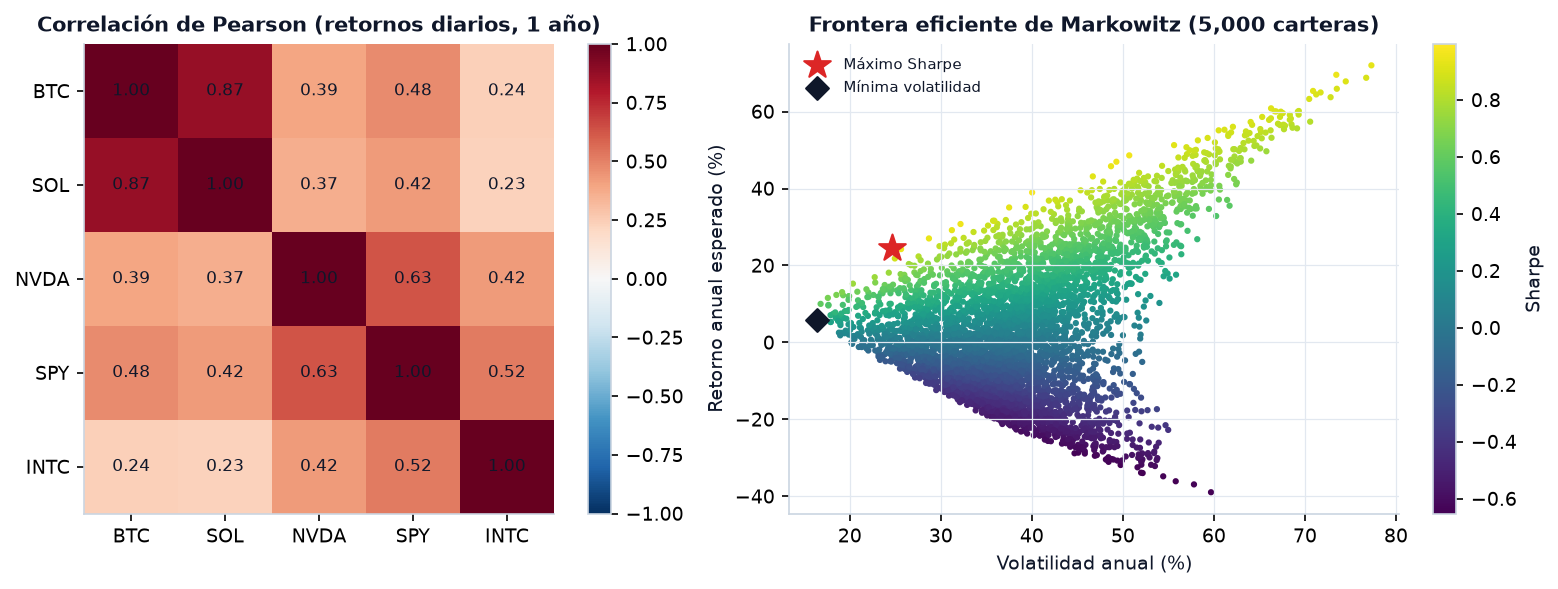 Correlación de Pearson (retornos diarios, 1 año)
BTC 1.00 0.87 0.39 0.48 0.24
SOL 0.87 1.00 0.37 0.42 0.23
NVDA 0.39 0.37 1.00 0.63 0.42
SPY 0.48 0.42 0.63 1.00 0.52
INTC 0.24 0.23 0.42 0.52 1.00
BTC SOL NVDA SPY INTC
1.00
0.75
0.50
0.25
0.00
−0.25
−0.50
−0.75
−1.00
Frontera eficiente de Markowitz (5,000 carteras)
Máximo Sharpe
Mínima volatilidad
Retorno anual esperado (%)
60
40
20
0
−20
−40
20 30 40 50 60 70 80
Volatilidad anual (%)
0.8
0.6
0.4
0.2
0.0
−0.2
−0.4
−0.6
Sharpe